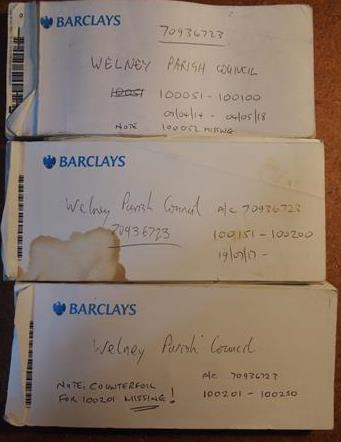 BARCLAYS
70936723
WELNEY PARISH COUNCIL
100051 100051 - 100100
09/04/14 - 04/05/18
NOTE 100052 MISSING
BARCLAYS
Welney Parish Council A/C 70936723
70936723 100151 - 100200
19/07/17 -
BARCLAYS
Welney Parish Council
A/C 70936723
NOTE, COUNTERFOIL
FOR 100201 MISSING! 100201 - 100250